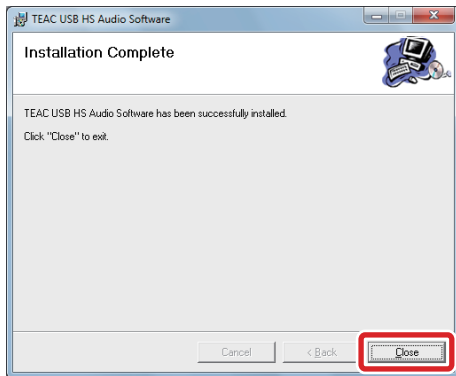 TEAC USB HS Audio Software
Installation Complete
TEAC USB HS Audio Software has been successfully installed.
Click "Close" to exit.
Cancel
< Back
Close